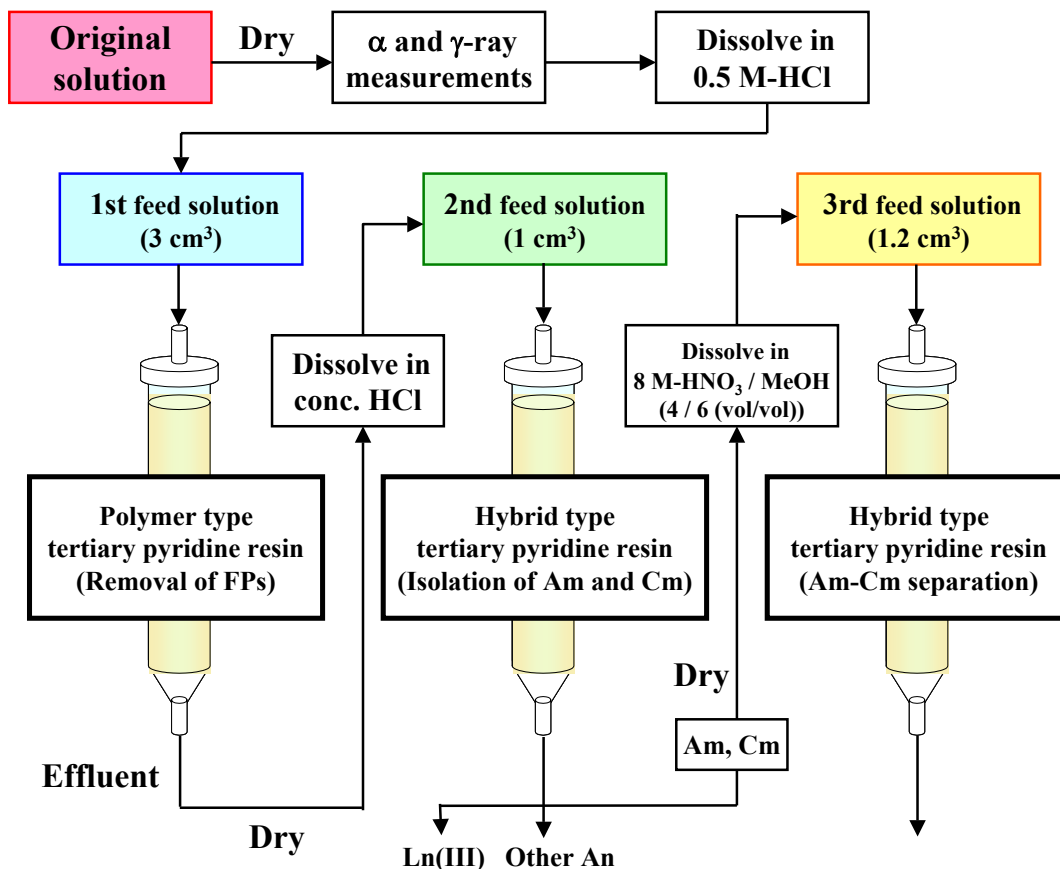 Original
solution
Dry
α and γ-ray
measurements
Dissolve in
0.5 M-HCl
1st feed solution
(3 cm³)
2nd feed solution
(1 cm³)
3rd feed solution
(1.2 cm³)
Dissolve in
conc. HCl
Dissolve in
8 M-HNO₃ / MeOH
(4 / 6 (vol/vol))
Polymer type
tertiary pyridine resin
(Removal of FPs)
Hybrid type
tertiary pyridine resin
(Isolation of Am and Cm)
Hybrid type
tertiary pyridine resin
(Am-Cm separation)
Dry
Am, Cm
Effluent
Dry
Ln(III)
Other An